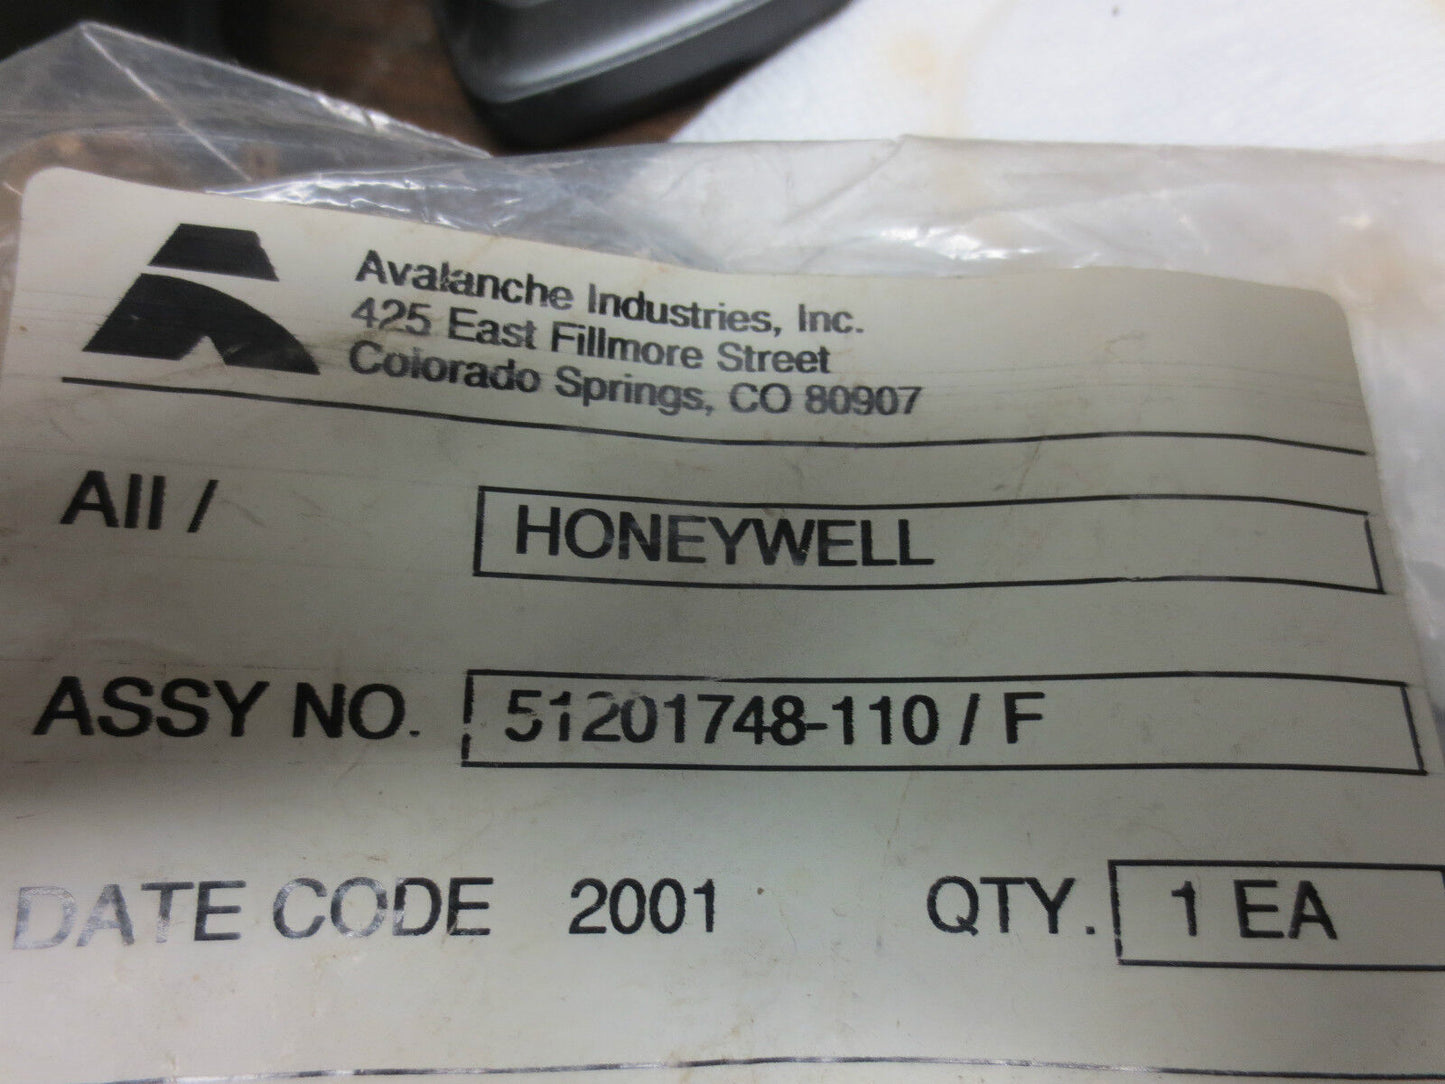 Avalanche Industries, Inc.
425 East Fillmore Street
Colorado Springs, CO 80907
AII / HONEYWELL
ASSY NO. 51201748-110 / F
DATE CODE 2001 QTY. 1 EA